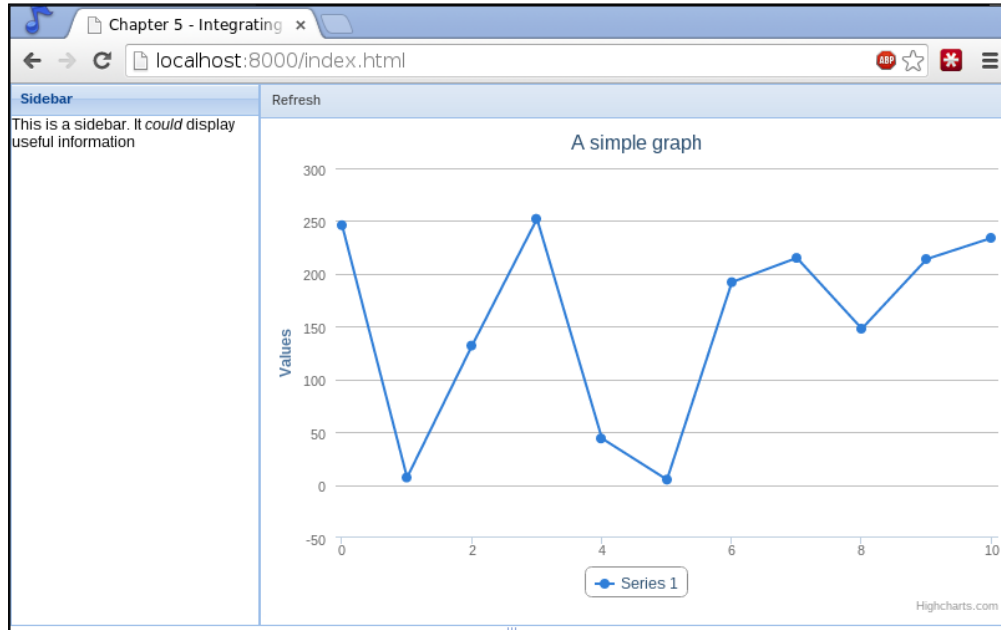 Chapter 5 - Integrating
localhost:8000/index.html
ABP
Sidebar
Refresh
This is a sidebar. It could display
useful information
A simple graph
300
250
200
150
100
50
0
-50
Values
0 2 4 6 8 10
Series 1
Highcharts.com